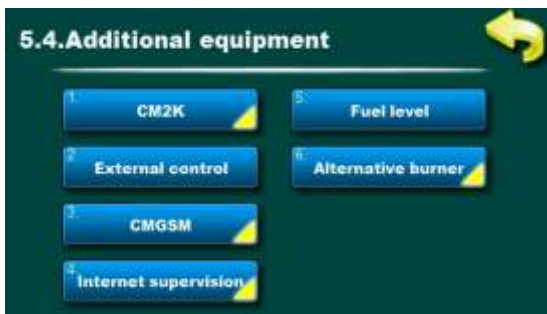 5.4.Additional equipment
1. CM2K
5. Fuel level
2 External control
6. Alternative burner
3. CMGSM
4 Internet supervision